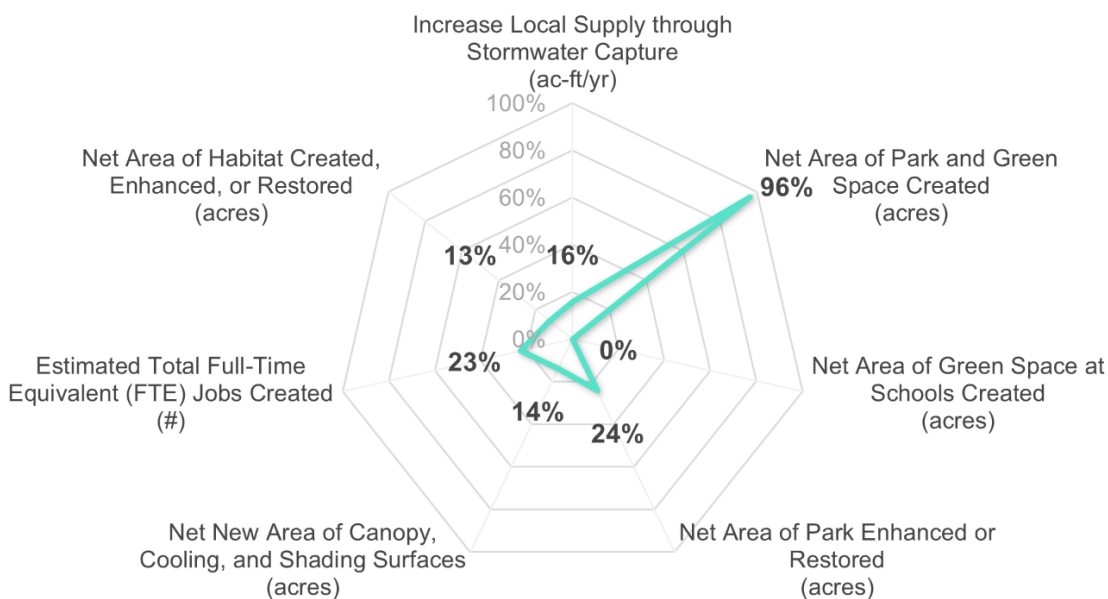 Increase Local Supply through
Stormwater Capture
(ac-ft/yr)
100%
80%
60%
40%
20%
0%
Net Area of Habitat Created,
Enhanced, or Restored
(acres)
Net Area of Park and Green
Space Created
(acres)
96%
13%
16%
0%
23%
14%
24%
Estimated Total Full-Time
Equivalent (FTE) Jobs Created
(#)
Net Area of Green Space at
Schools Created
(acres)
Net New Area of Canopy,
Cooling, and Shading Surfaces
(acres)
Net Area of Park Enhanced or
Restored
(acres)